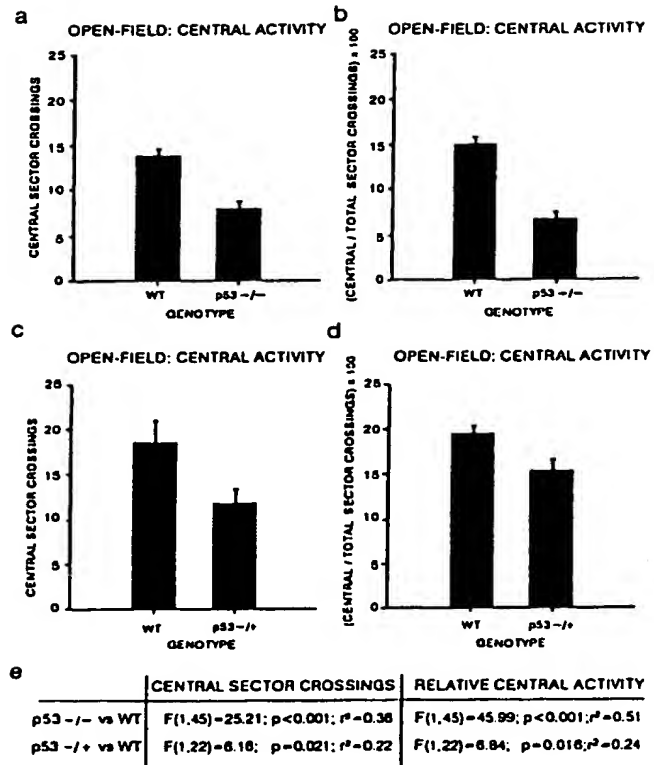 a
OPEN-FIELD: CENTRAL ACTIVITY
CENTRAL SECTOR CROSSINGS
25
20
15
10
5
0
WT
p53 -/-
GENOTYPE
b
OPEN-FIELD: CENTRAL ACTIVITY
(CENTRAL / TOTAL SECTOR CROSSINGS) x 100
25
20
15
10
5
0
WT
p53 -/-
GENOTYPE
c
OPEN-FIELD: CENTRAL ACTIVITY
CENTRAL SECTOR CROSSINGS
25
20
15
10
5
0
WT
p53 -/+
GENOTYPE
d
OPEN-FIELD: CENTRAL ACTIVITY
(CENTRAL / TOTAL SECTOR CROSSINGS) x 100
25
20
15
10
5
0
WT
p53 -/+
GENOTYPE
e
CENTRAL SECTOR CROSSINGS RELATIVE CENTRAL ACTIVITY
p53 -/- vs WT F(1,45)=25.21; p<0.001; r²=0.36 F(1,45)=45.99; p<0.001;r²=0.51
p53 -/+ vs WT F(1,22)=6.16; p=0.021; r²=0.22 F(1,22)=6.84; p=0.016;r²=0.24